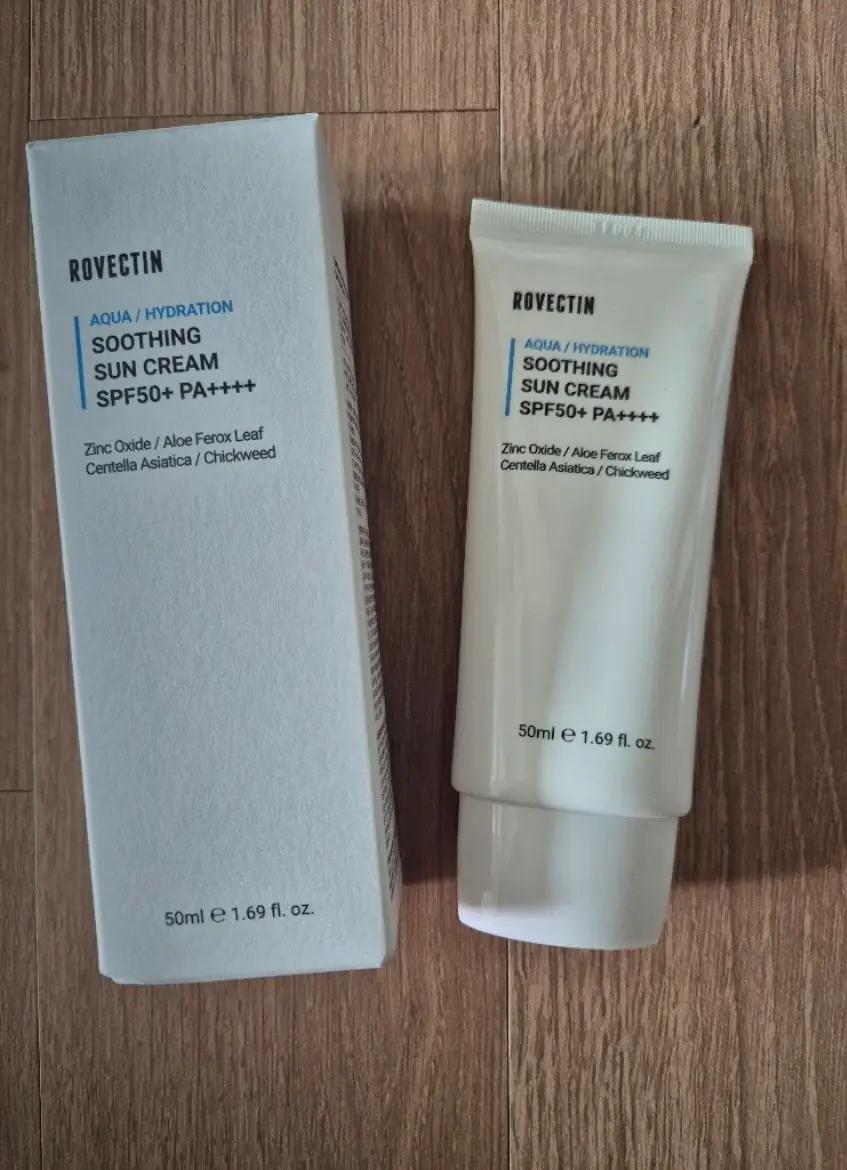 ROVECTIN
AQUA / HYDRATION
SOOTHING
SUN CREAM
SPF50+ PA++++
Zinc Oxide / Aloe Ferox Leaf
Centella Asiatica / Chickweed
50ml ℮ 1.69 fl. oz.
ROVECTIN
AQUA / HYDRATION
SOOTHING
SUN CREAM
SPF50+ PA++++
Zinc Oxide / Aloe Ferox Leaf
Centella Asiatica / Chickweed
50ml ℮ 1.69 fl. oz.